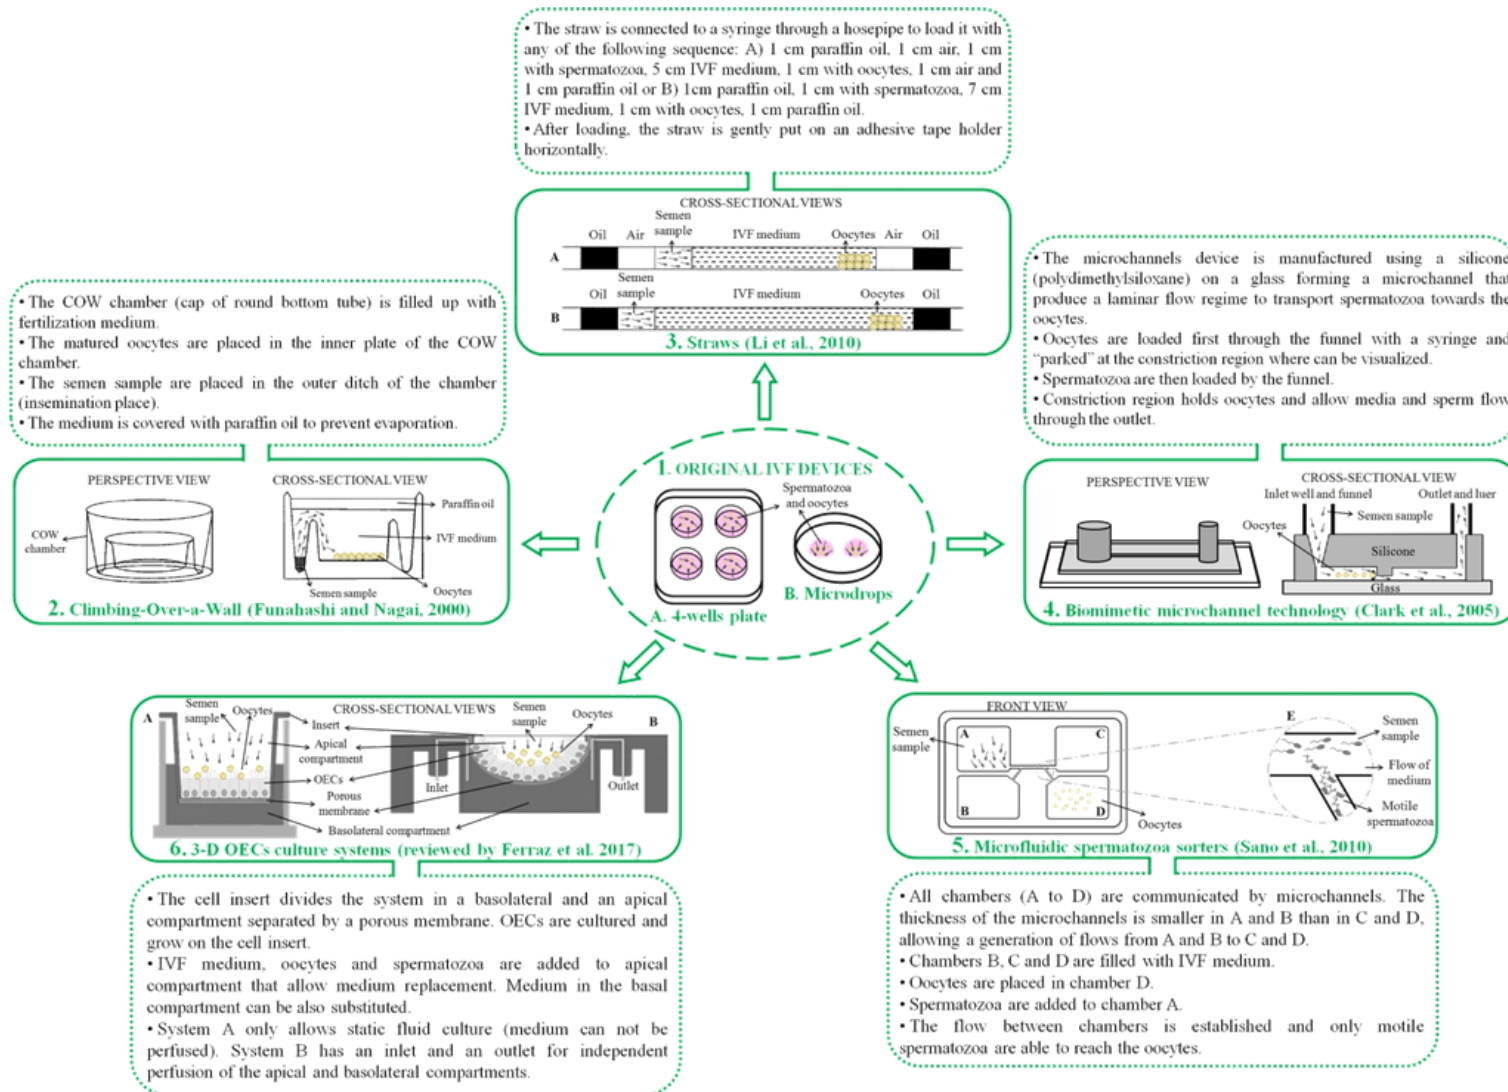 • The straw is connected to a syringe through a hosepipe to load it with
any of the following sequence: A) 1 cm paraffin oil, 1 cm air, 1 cm
with spermatozoa, 5 cm IVF medium, 1 cm with oocytes, 1 cm air and
1 cm paraffin oil or B) 1cm paraffin oil, 1 cm with spermatozoa, 7 cm
IVF medium, 1 cm with oocytes, 1 cm paraffin oil.
• After loading, the straw is gently put on an adhesive tape holder
horizontally.
CROSS-SECTIONAL VIEWS
Semen
sample
Oil Air IVF medium Oocytes Air Oil
A
Semen
sample
Oil IVF medium Oocytes Oil
B
3. Straws (Li et al., 2010)
• The COW chamber (cap of round bottom tube) is filled up with
fertilization medium.
• The matured oocytes are placed in the inner plate of the COW
chamber.
• The semen sample are placed in the outer ditch of the chamber
(insemination place).
• The medium is covered with paraffin oil to prevent evaporation.
PERSPECTIVE VIEW
CROSS-SECTIONAL VIEW
COW
chamber
Paraffin oil
IVF medium
Semen sample
Oocytes
2. Climbing-Over-a-Wall (Funahashi and Nagai, 2000)
1. ORIGINAL IVF DEVICES
Spermatozoa
and oocytes
B. Microdrops
A. 4-wells plate
• The microchannels device is manufactured using a silicone
(polydimethylsiloxane) on a glass forming a microchannel that
produce a laminar flow regime to transport spermatozoa towards the
oocytes.
• Oocytes are loaded first through the funnel with a syringe and
“parked” at the constriction region where can be visualized.
• Spermatozoa are then loaded by the funnel.
• Constriction region holds oocytes and allow media and sperm flow
through the outlet.
PERSPECTIVE VIEW
CROSS-SECTIONAL VIEW
Inlet well and funnel
Outlet and luer
Semen sample
Oocytes
Silicone
Glass
4. Biomimetic microchannel technology (Clark et al., 2005)
CROSS-SECTIONAL VIEWS
A
Semen
sample
Oocytes
Insert
Apical
compartment
OECs
Porous
membrane
Basolateral compartment
Semen
sample
Oocytes
B
Inlet
Outlet
6. 3-D OECs culture systems (reviewed by Ferraz et al. 2017)
• The cell insert divides the system in a basolateral and an apical
compartment separated by a porous membrane. OECs are cultured and
grow on the cell insert.
• IVF medium, oocytes and spermatozoa are added to apical
compartment that allow medium replacement. Medium in the basal
compartment can be also substituted.
• System A only allows static fluid culture (medium can not be
perfused). System B has an inlet and an outlet for independent
perfusion of the apical and basolateral compartments.
FRONT VIEW
Semen
sample
A
C
B
D
Oocytes
E
Semen
sample
Flow of
medium
Motile
spermatozoa
5. Microfluidic spermatozoa sorters (Sano et al., 2010)
• All chambers (A to D) are communicated by microchannels. The
thickness of the microchannels is smaller in A and B than in C and D,
allowing a generation of flows from A and B to C and D.
• Chambers B, C and D are filled with IVF medium.
• Oocytes are placed in chamber D.
• Spermatozoa are added to chamber A.
• The flow between chambers is established and only motile
spermatozoa are able to reach the oocytes.